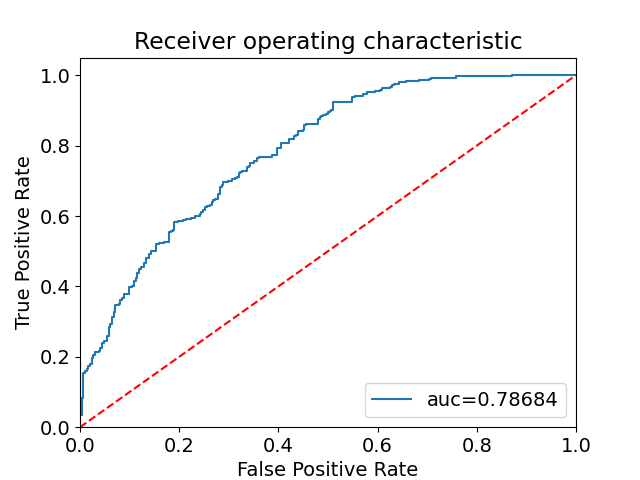 Receiver operating characteristic
True Positive Rate
1.0
0.8
0.6
0.4
0.2
0.0
auc=0.78684
0.0 0.2 0.4 0.6 0.8 1.0
False Positive Rate